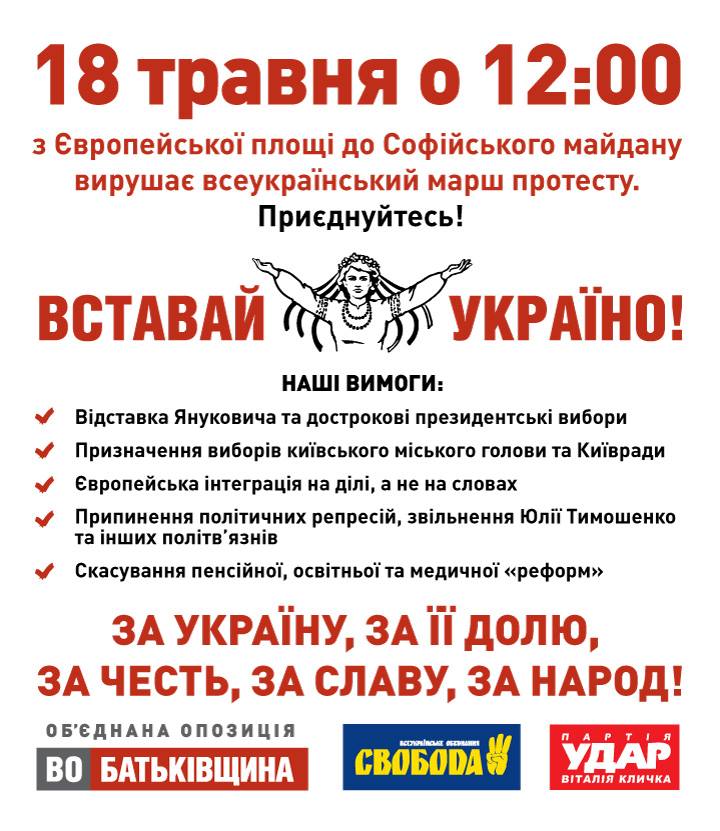 18 травня о 12:00
з Європейської площі до Софійського майдану
вирушає всеукраїнський марш протесту.
Приєднуйтесь!
ВСТАВАЙ УКРАЇНО!
НАШІ ВИМОГИ:
Відставка Януковича та дострокові президентські вибори
Призначення виборів київського міського голови та Київради
Європейська інтеграція на ділі, а не на словах
Припинення політичних репресій, звільнення Юлії Тимошенко
та інших політв’язнів
Скасування пенсійної, освітньої та медичної «реформ»
ЗА УКРАЇНУ, ЗА ЇЇ ДОЛЮ,
ЗА ЧЕСТЬ, ЗА СЛАВУ, ЗА НАРОД!
ОБ’ЄДНАНА ОПОЗИЦІЯ
ВО БАТЬКІВЩИНА
ВСЕУКРАЇНСЬКЕ ОБ’ЄДНАННЯ
СВОБОДА
ПАРТІЯ
УДАР
ВІТАЛІЯ КЛИЧКА